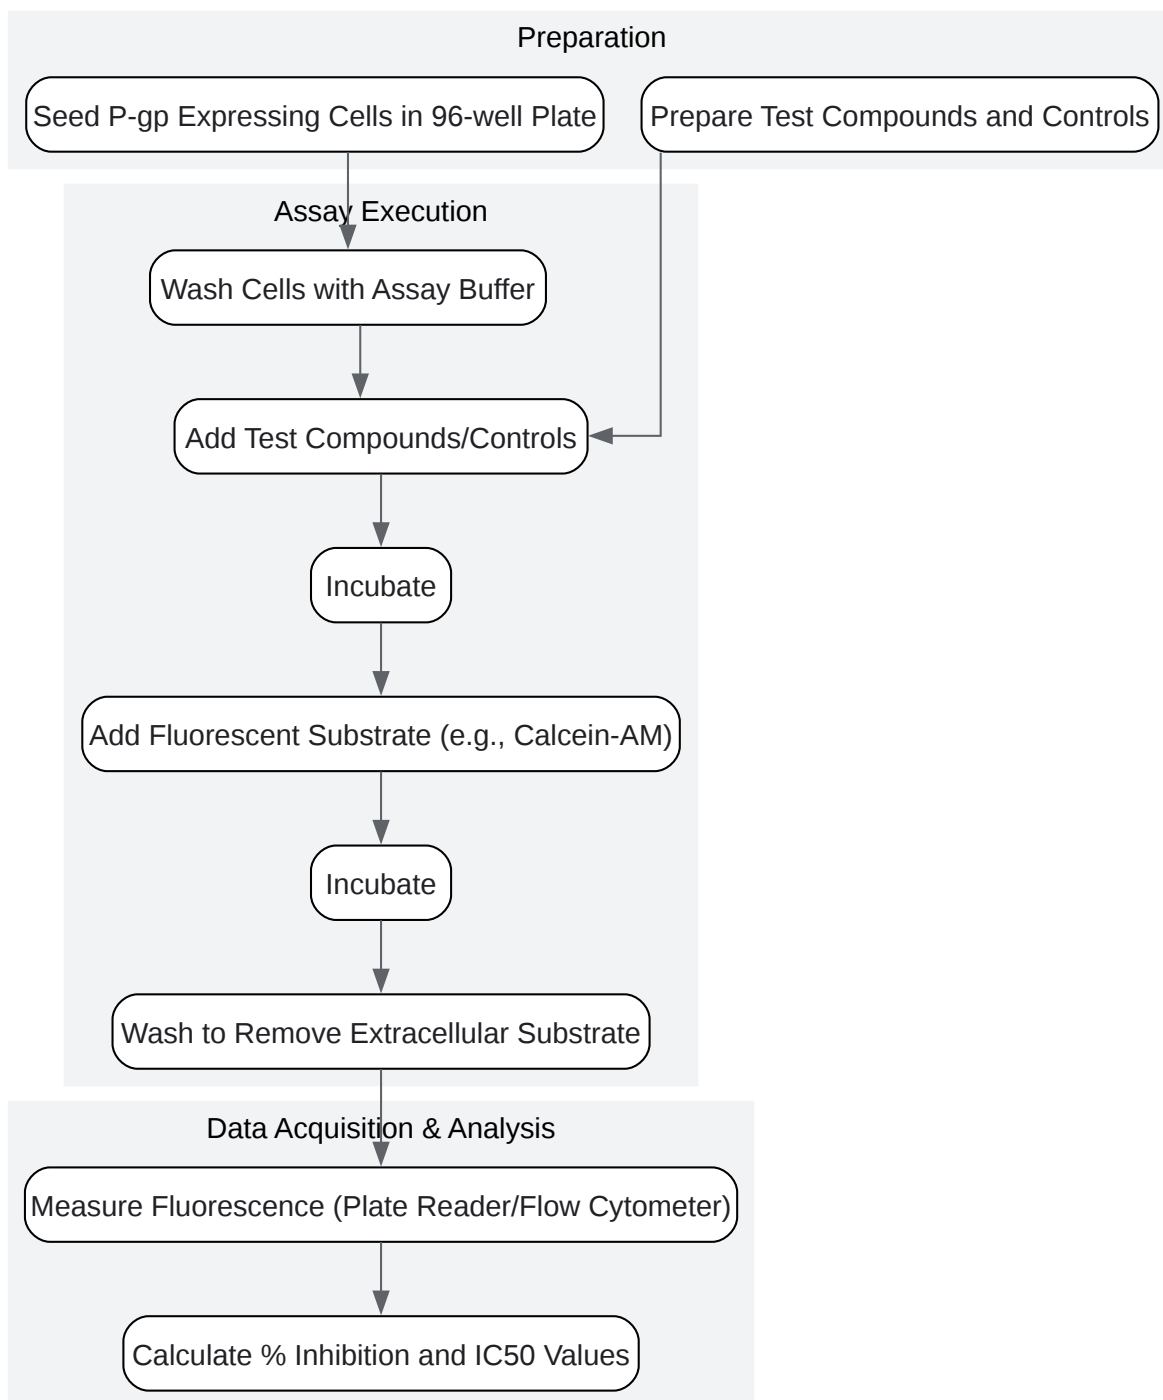 Preparation
Seed P-gp Expressing Cells in 96-well Plate
Prepare Test Compounds and Controls
Assay Execution
Wash Cells with Assay Buffer
Add Test Compounds/Controls
Incubate
Add Fluorescent Substrate (e.g., Calcein-AM)
Incubate
Wash to Remove Extracellular Substrate
Data Acquisition & Analysis
Measure Fluorescence (Plate Reader/Flow Cytometer)
Calculate % Inhibition and IC50 Values